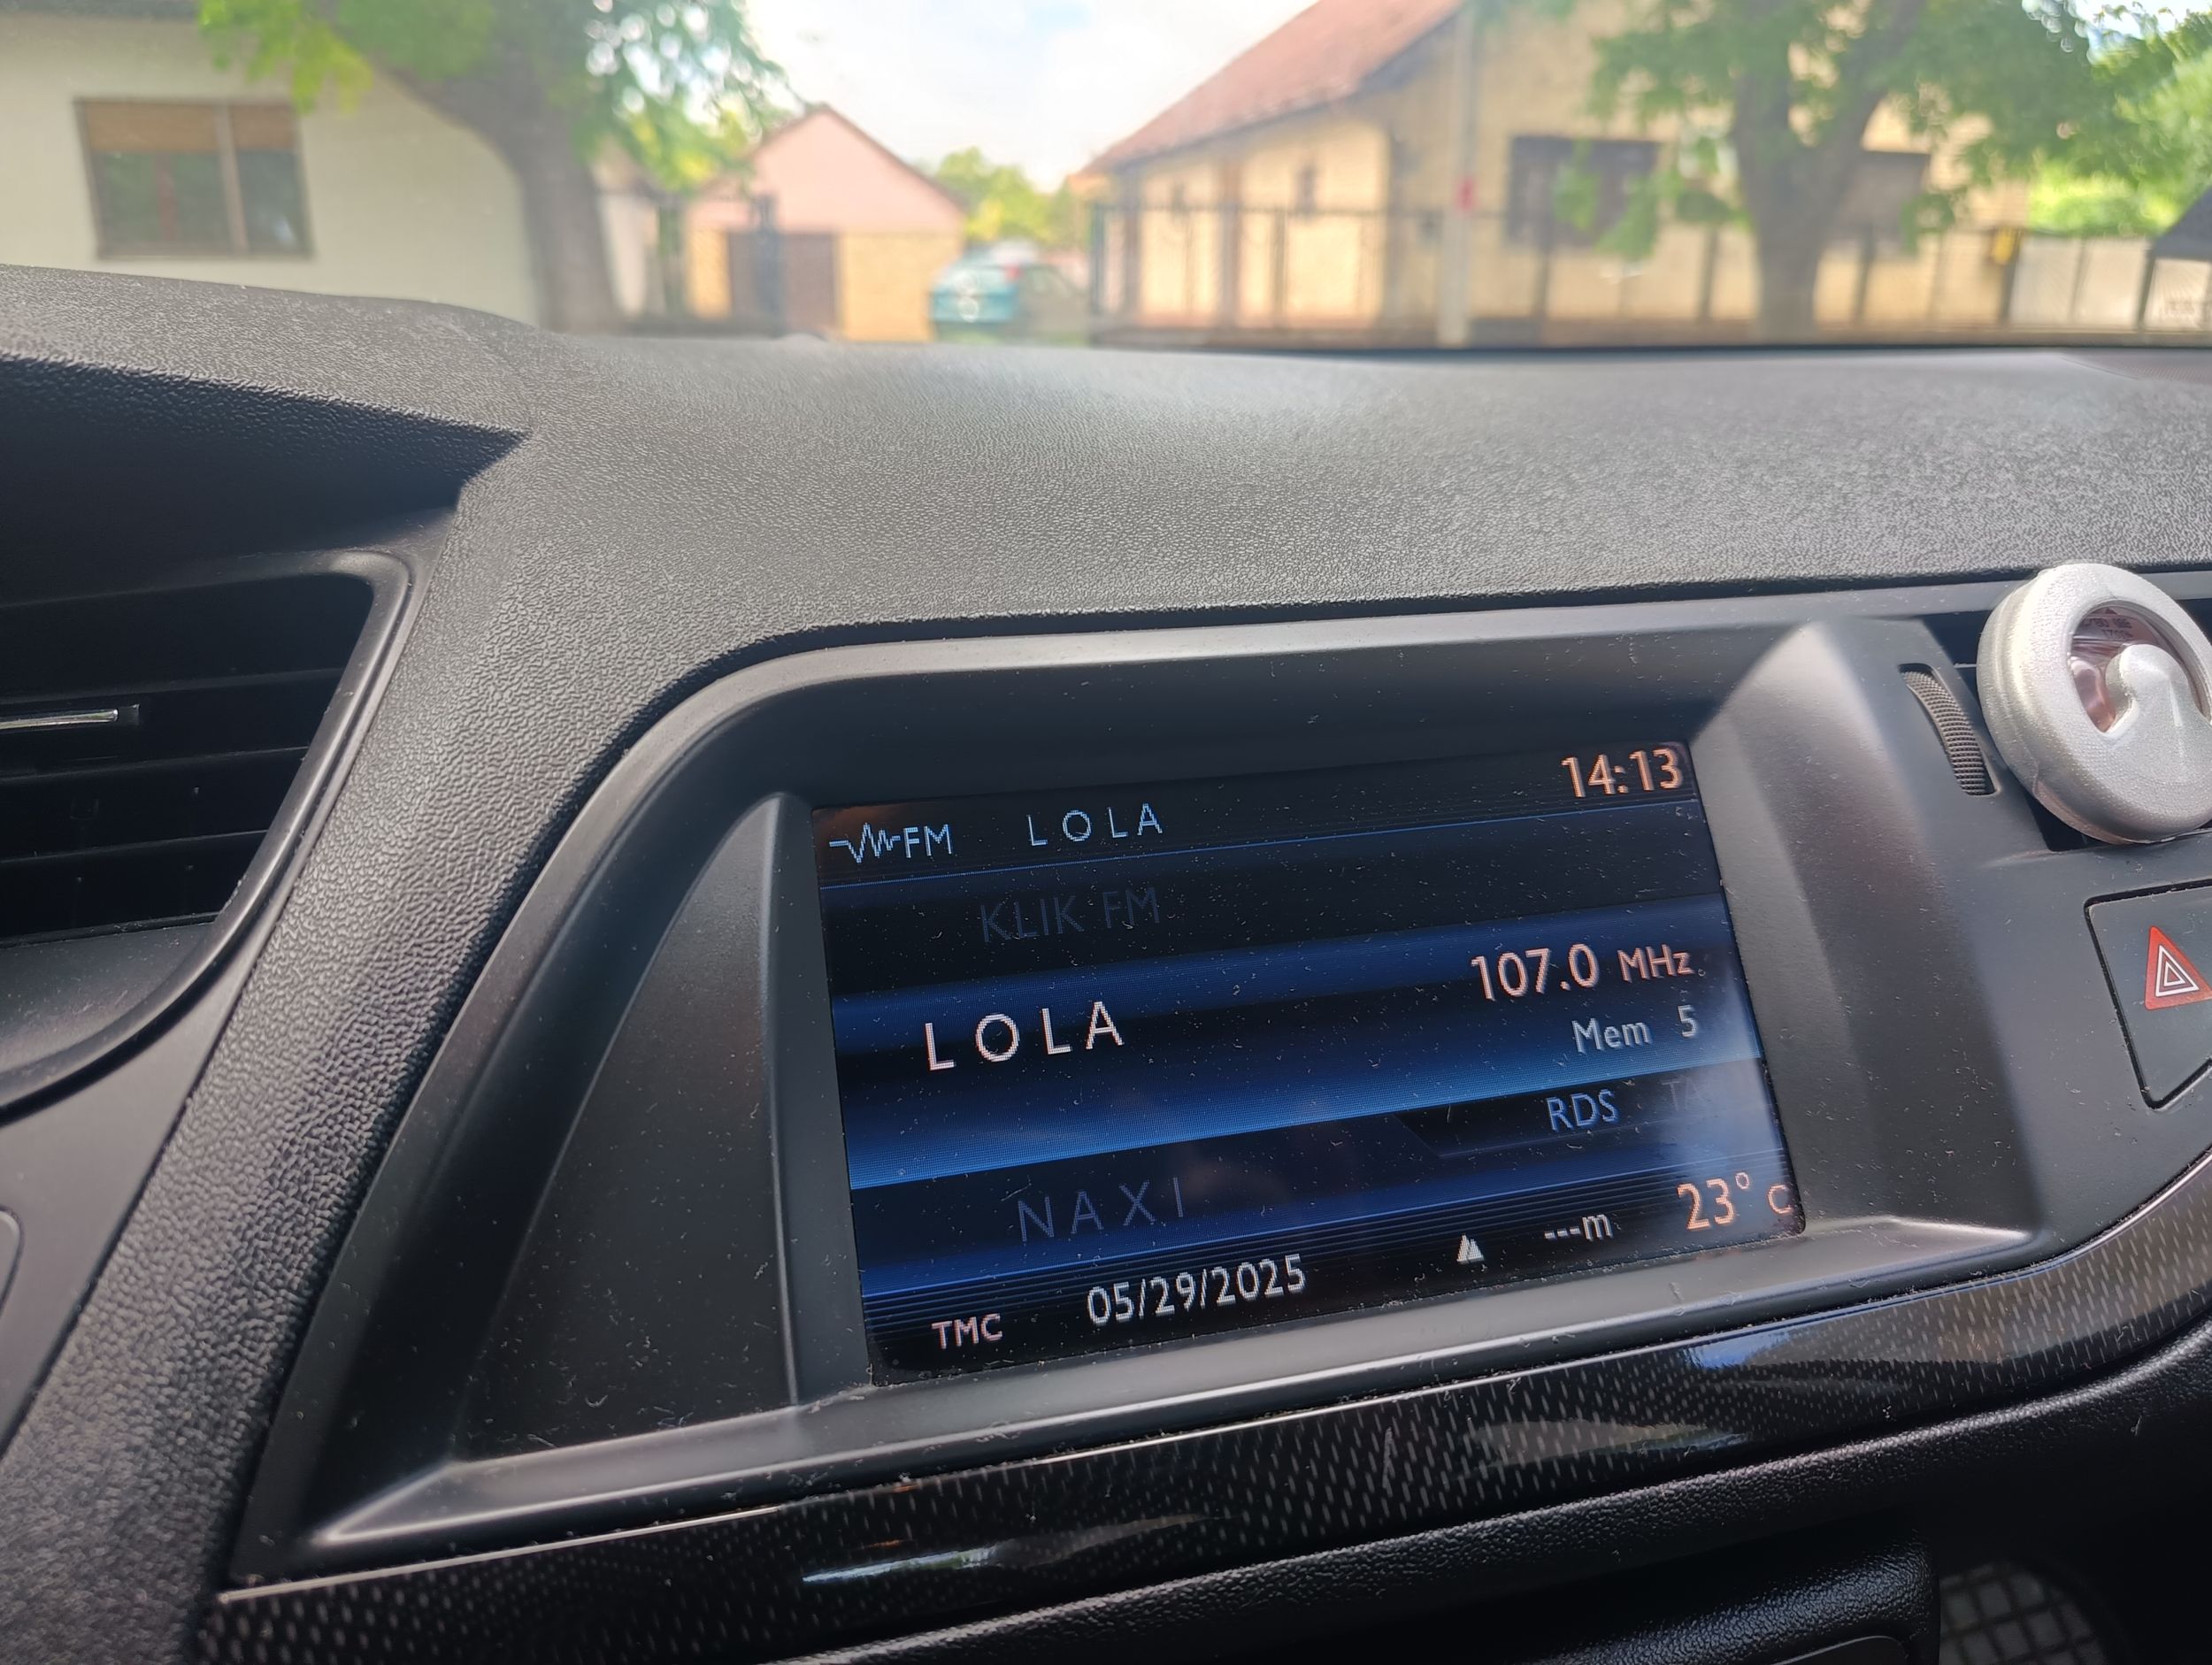 FM LOLA 14:13
KLIK FM
LOLA 107.0 MHz
Mem 5
RDS TA
NAXI
TMC 05/29/2025 ---m 23° C